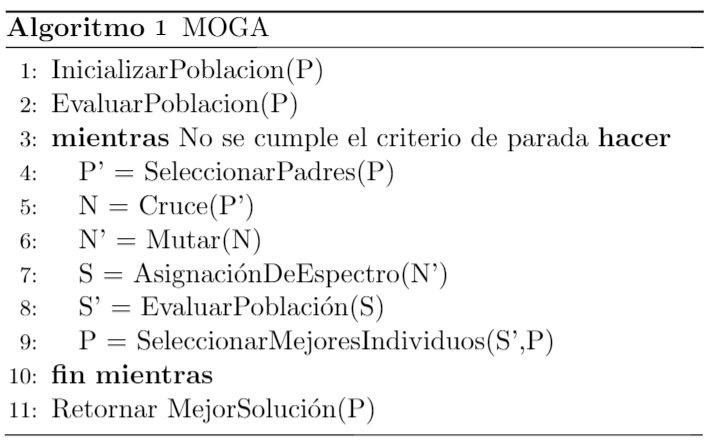 Algoritmo 1 MOGA
1: InicializarPoblacion(P)
2: EvaluarPoblacion(P)
3: mientras No se cumple el criterio de parada hacer
4: P' = SeleccionarPadres(P)
5: N = Cruce(P')
6: N' = Mutar(N)
7: S = AsignaciónDeEspectro(N')
8: S' = EvaluarPoblación(S)
9: P = SeleccionarMejoresIndividuos(S',P)
10: fin mientras
11: Retornar MejorSolución(P)